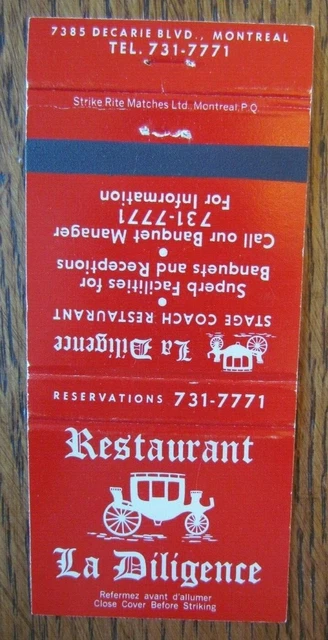 7385 DECARIE BLVD., MONTREAL
TEL. 731-7771
Strike Rite Matches Ltd. Montreal, P.Q.
La Diligence
STAGE COACH RESTAURANT
Superb Facilities for
Banquets and Receptions
•
Call our Banquet Manager
731-7771
For Information
RESERVATIONS 731-7771
Restaurant
La Diligence
Refermez avant d'allumer
Close Cover Before Striking